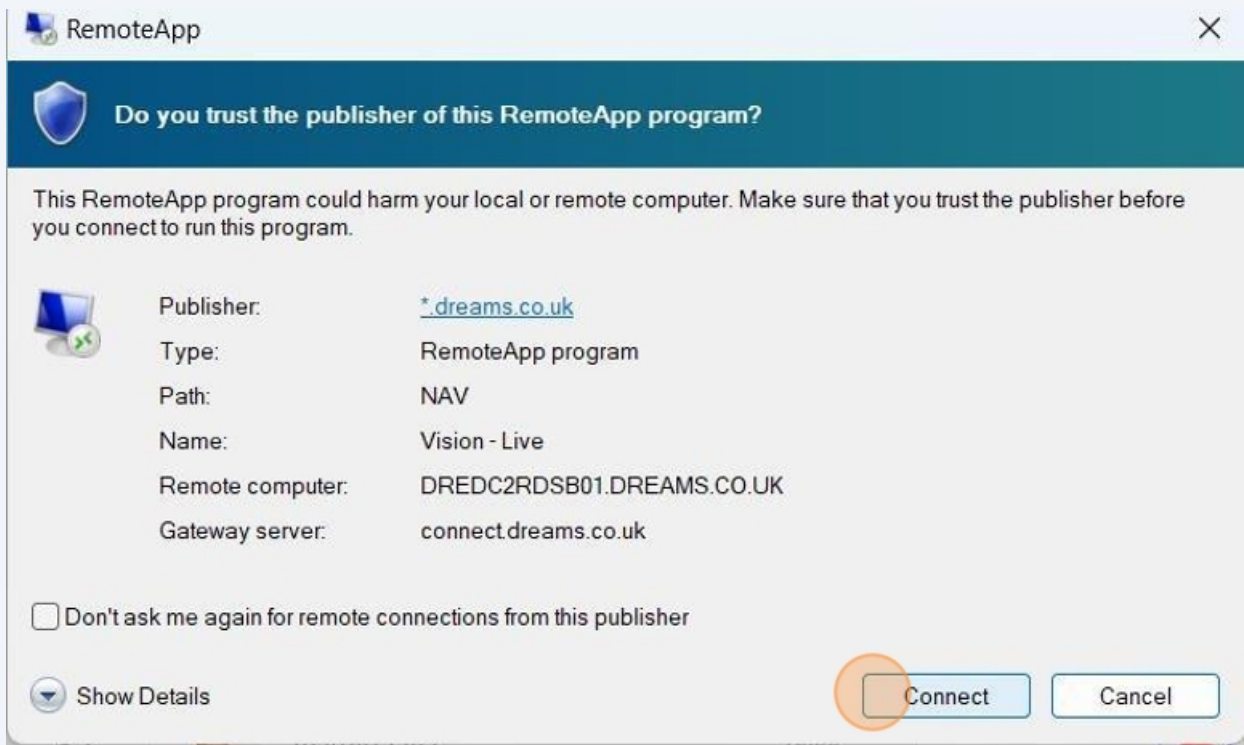 RemoteApp
Do you trust the publisher of this RemoteApp program?
This RemoteApp program could harm your local or remote computer. Make sure that you trust the publisher before
you connect to run this program.
Publisher: *.dreams.co.uk
Type: RemoteApp program
Path: NAV
Name: Vision - Live
Remote computer: DREDC2RDSB01.DREAMS.CO.UK
Gateway server: connect.dreams.co.uk
Don't ask me again for remote connections from this publisher
Show Details Connect Cancel